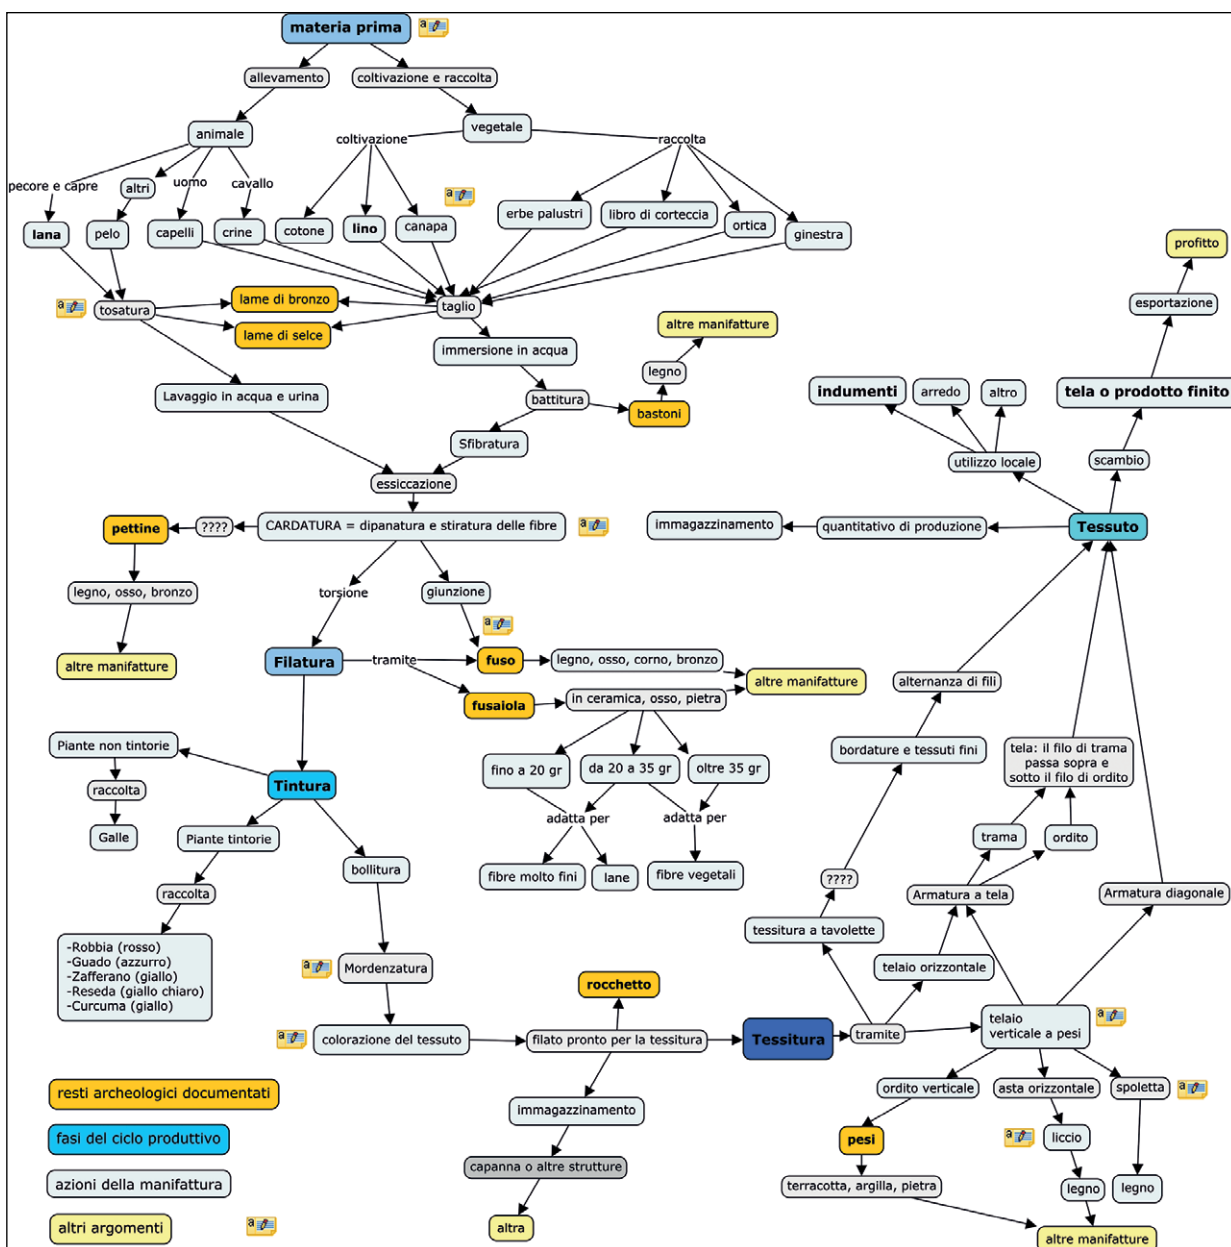 materia prima
allevamento
coltivazione e raccolta
animale
coltivazione
vegetale
raccolta
pecore e capre
altri
uomo
cavallo
lana
pelo
capelli
crine
cotone
lino
canapa
erbe palustri
libro di corteccia
ortica
ginestra
profitto
esportazione
tosatura
lame di bronzo
lame di selce
taglio
altre manifatture
immersione in acqua
legno
Lavaggio in acqua e urina
battitura
bastoni
Sfibratura
essiccazione
indumenti
arredo
altro
tela o prodotto finito
utilizzo locale
scambio
pettine
????
CARDATURA = dipanatura e stiratura delle fibre
immagazzinamento
quantitativo di produzione
Tessuto
legno, osso, bronzo
torsione
giunzione
altre manifatture
Filatura
tramite
fuso
legno, osso, corno, bronzo
altre manifatture
fusaiola
in ceramica, osso, pietra
alternanza di fili
Piante non tintorie
bordature e tessuti fini
tela: il filo di trama
passa sopra e
sotto il filo di ordito
raccolta
Tintura
fino a 20 gr
da 20 a 35 gr
oltre 35 gr
Galle
Piante tintorie
adatta per
adatta per
trama
ordito
bollitura
fibre molto fini
lane
fibre vegetali
????
Armatura a tela
Armatura diagonale
raccolta
tessitura a tavolette
-Robbia (rosso)
-Guado (azzurro)
-Zafferano (giallo)
-Reseda (giallo chiaro)
-Curcuma (giallo)
Mordenzatura
telaio orizzontale
rocchetto
colorazione del tessuto
filato pronto per la tessitura
Tessitura
tramite
telaio
verticale a pesi
resti archeologici documentati
ordito verticale
asta orizzontale
spoletta
immagazzinamento
fasi del ciclo produttivo
pesi
liccio
capanna o altre strutture
azioni della manifattura
terracotta, argilla, pietra
legno
legno
altri argomenti
altra
altre manifatture